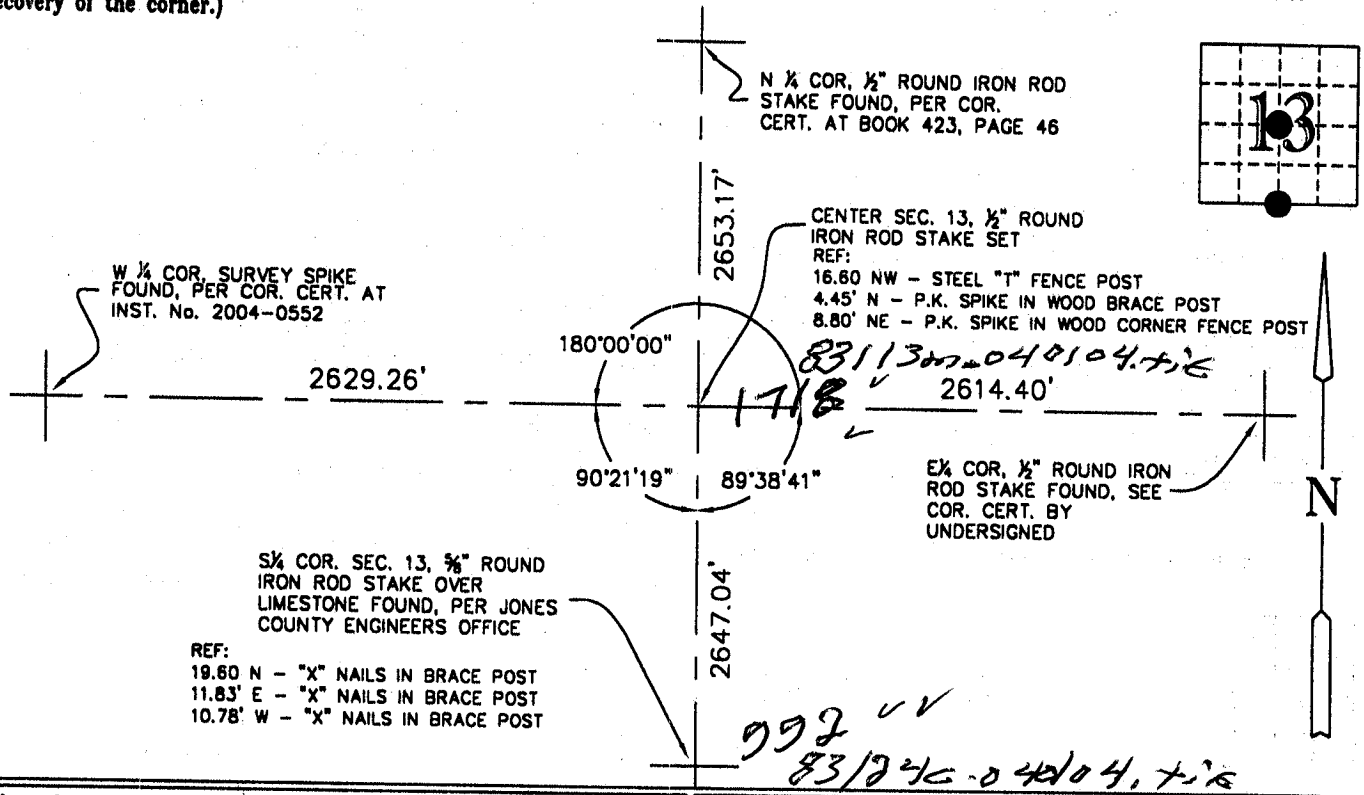 ecovery of the corner.)
N ¼ COR, ½" ROUND IRON ROD
STAKE FOUND, PER COR.
CERT. AT BOOK 423, PAGE 46
13
2653.17'
CENTER SEC. 13, ½" ROUND
IRON ROD STAKE SET
REF:
16.60 NW – STEEL "T" FENCE POST
4.45' N – P.K. SPIKE IN WOOD BRACE POST
8.80' NE – P.K. SPIKE IN WOOD CORNER FENCE POST
W ¼ COR, SURVEY SPIKE
FOUND, PER COR. CERT. AT
INST. No. 2004-0552
180°00'00"
83113m-040104.tie
2629.26'
1718
2614.40'
90°21'19"
89°38'41"
E¼ COR, ½" ROUND IRON
ROD STAKE FOUND, SEE
COR. CERT. BY
UNDERSIGNED
N
S¼ COR. SEC. 13, ⅝" ROUND
IRON ROD STAKE OVER
LIMESTONE FOUND, PER JONES
COUNTY ENGINEERS OFFICE
2647.04'
REF:
19.60 N – "X" NAILS IN BRACE POST
11.83' E – "X" NAILS IN BRACE POST
10.78' W – "X" NAILS IN BRACE POST
992